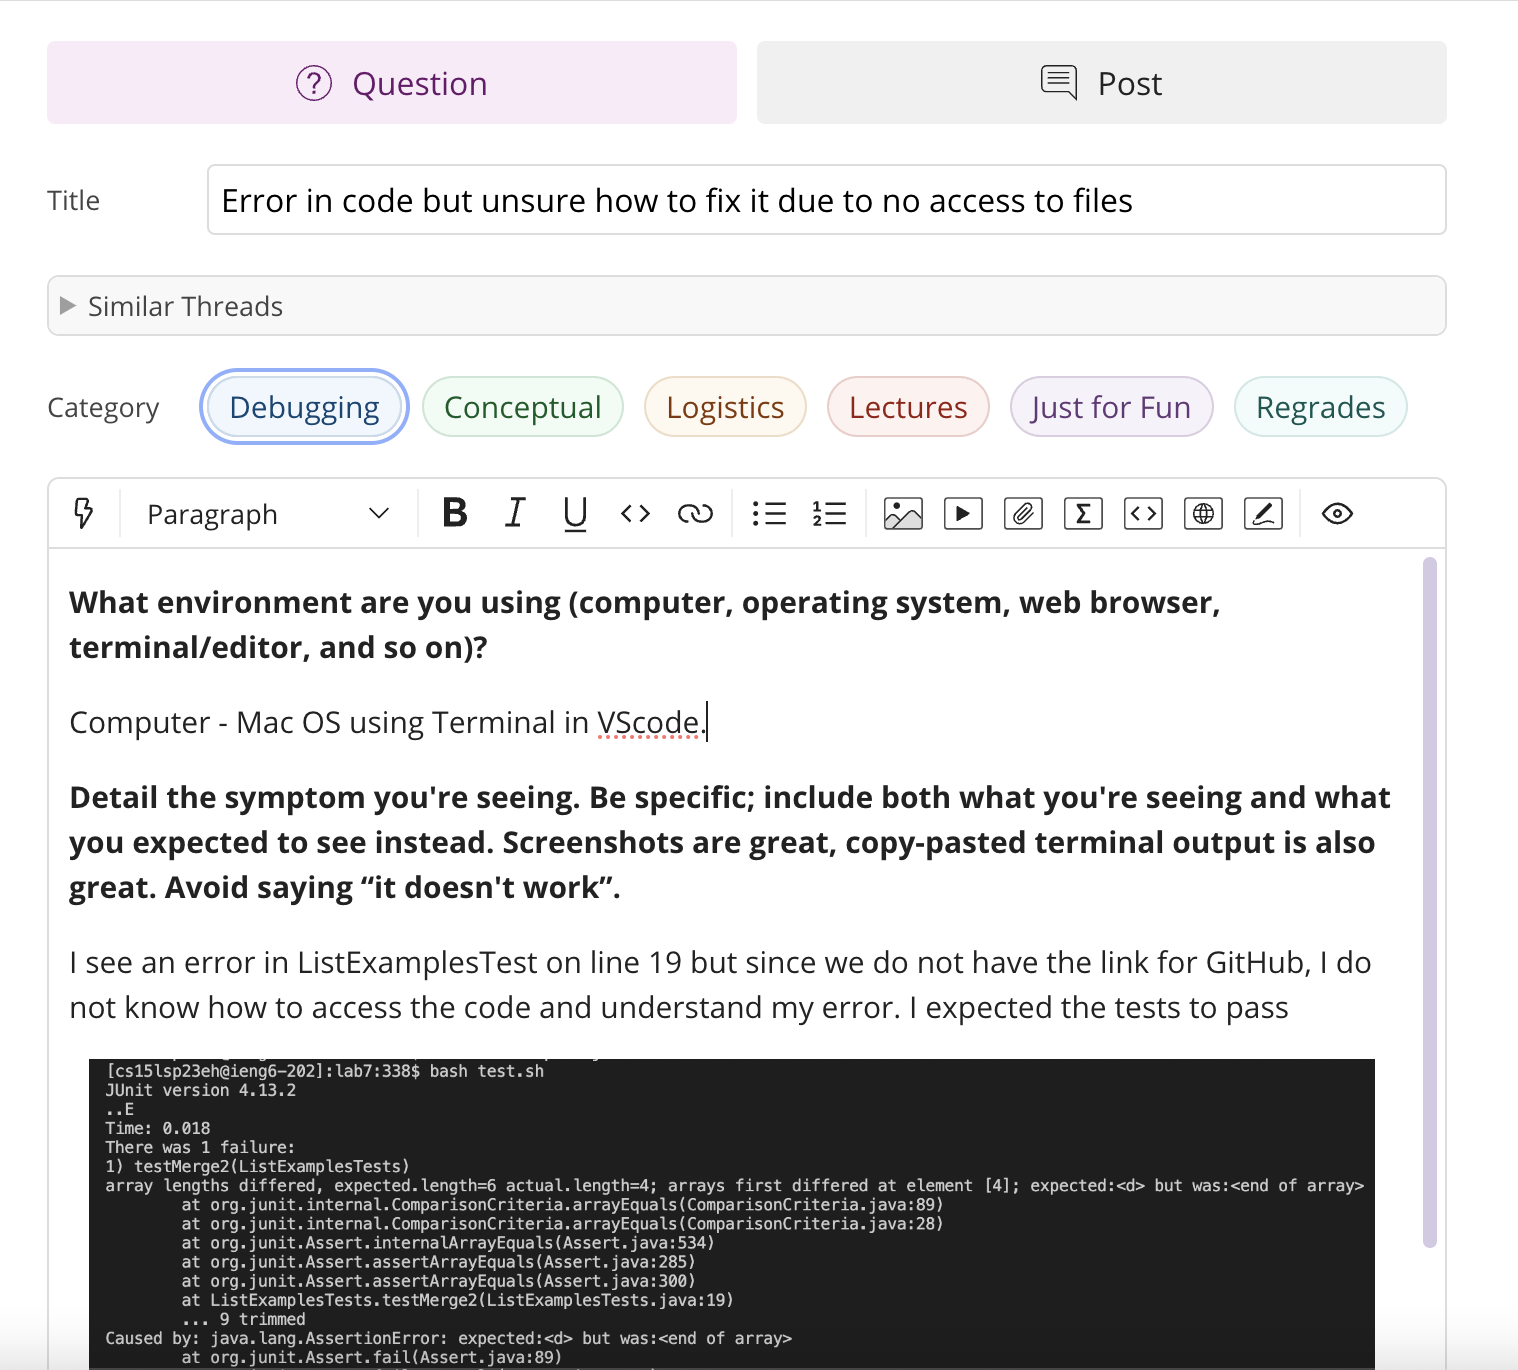 Question
Post
Title
Error in code but unsure how to fix it due to no access to files
Similar Threads
Category
Debugging
Conceptual
Logistics
Lectures
Just for Fun
Regrades
Paragraph
What environment are you using (computer, operating system, web browser,
terminal/editor, and so on)?
Computer - Mac OS using Terminal in VScode.
Detail the symptom you're seeing. Be specific; include both what you're seeing and what
you expected to see instead. Screenshots are great, copy-pasted terminal output is also
great. Avoid saying “it doesn't work”.
I see an error in ListExamplesTest on line 19 but since we do not have the link for GitHub, I do
not know how to access the code and understand my error. I expected the tests to pass
[cs15lsp23eh@ieng6-202]:lab7:338$ bash test.sh
JUnit version 4.13.2
..E
Time: 0.018
There was 1 failure:
1) testMerge2(ListExamplesTests)
array lengths differed, expected.length=6 actual.length=4; arrays first differed at element [4]; expected:<d> but was:<end of array>
at org.junit.internal.ComparisonCriteria.arrayEquals(ComparisonCriteria.java:89)
at org.junit.internal.ComparisonCriteria.arrayEquals(ComparisonCriteria.java:28)
at org.junit.Assert.internalArrayEquals(Assert.java:534)
at org.junit.Assert.assertArrayEquals(Assert.java:285)
at org.junit.Assert.assertArrayEquals(Assert.java:300)
at ListExamplesTests.testMerge2(ListExamplesTests.java:19)
... 9 trimmed
Caused by: java.lang.AssertionError: expected:<d> but was:<end of array>
at org.junit.Assert.fail(Assert.java:89)